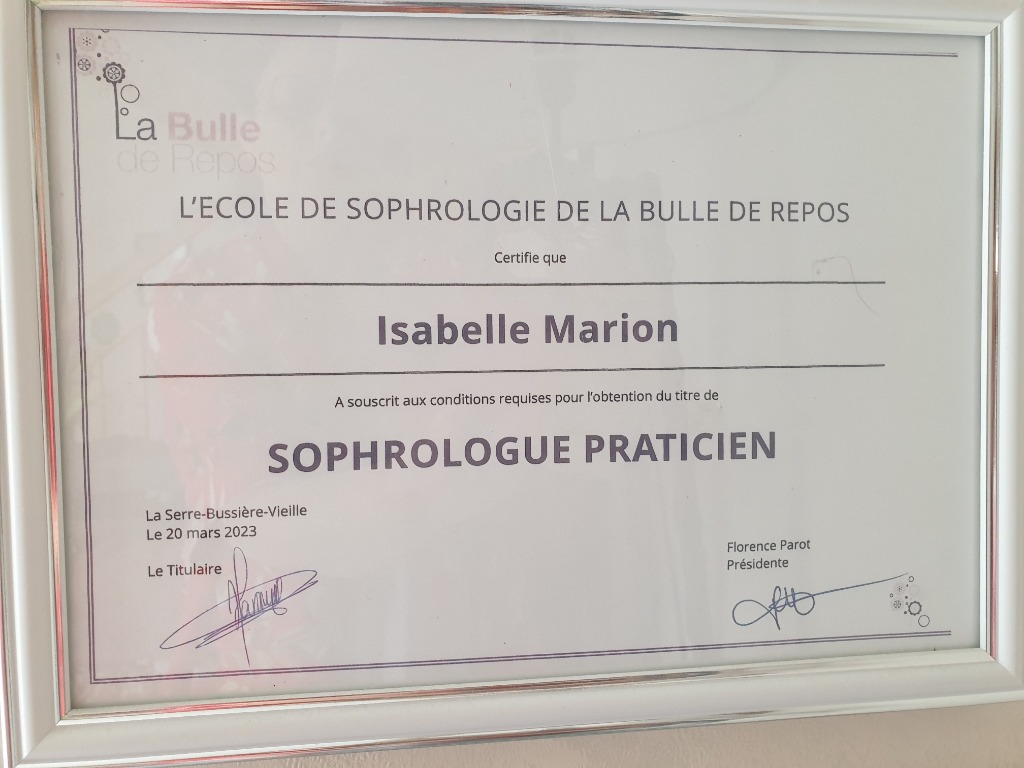 La Bulle
de Repos
L'ECOLE DE SOPHROLOGIE DE LA BULLE DE REPOS
Certifie que
Isabelle Marion
A souscrit aux conditions requises pour l'obtention du titre de
SOPHROLOGUE PRATICIEN
La Serre-Bussière-Vieille
Le 20 mars 2023
Le Titulaire
Florence Parot
Présidente